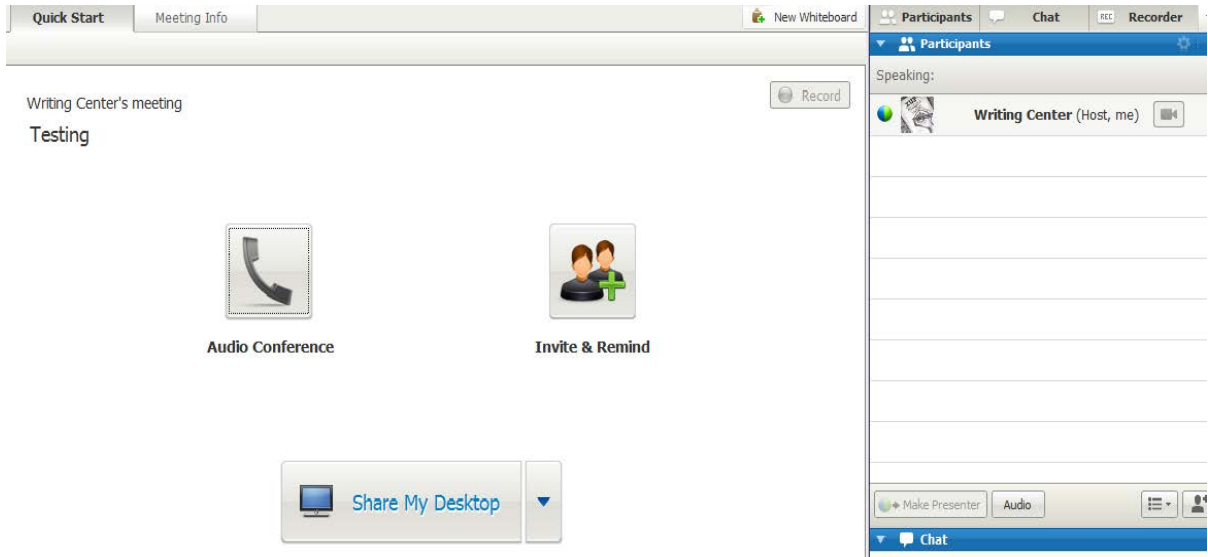 Quick Start
Meeting Info
New Whiteboard
Participants
Chat
REC Recorder
Participants
Speaking:
Writing Center's meeting
Record
Testing
Writing Center (Host, me)
Audio Conference
Invite & Remind
Share My Desktop
Make Presenter
Audio
Chat